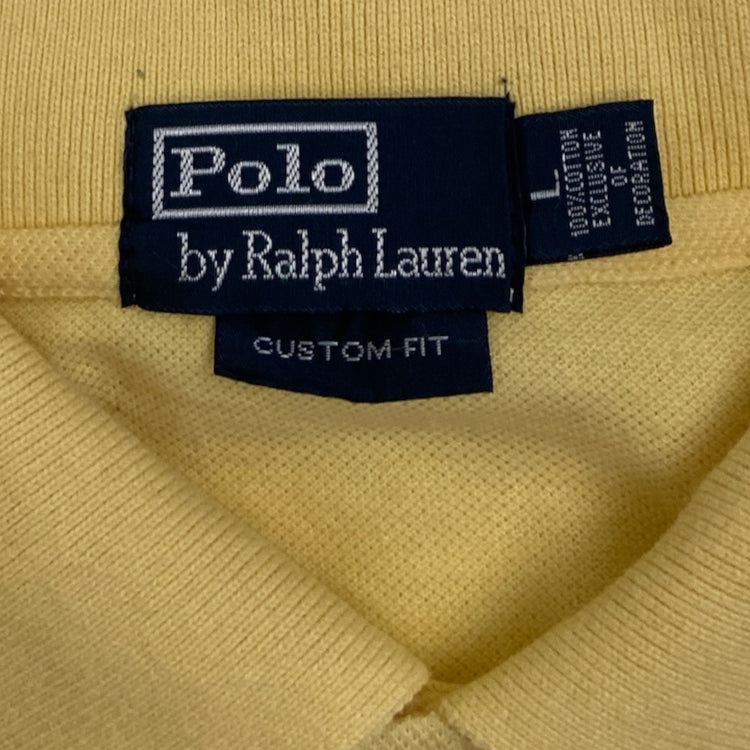 Polo
by Ralph Lauren
CUSTOM FIT
L
100% COTTON
EXCLUSIVE
OF
DECORATION